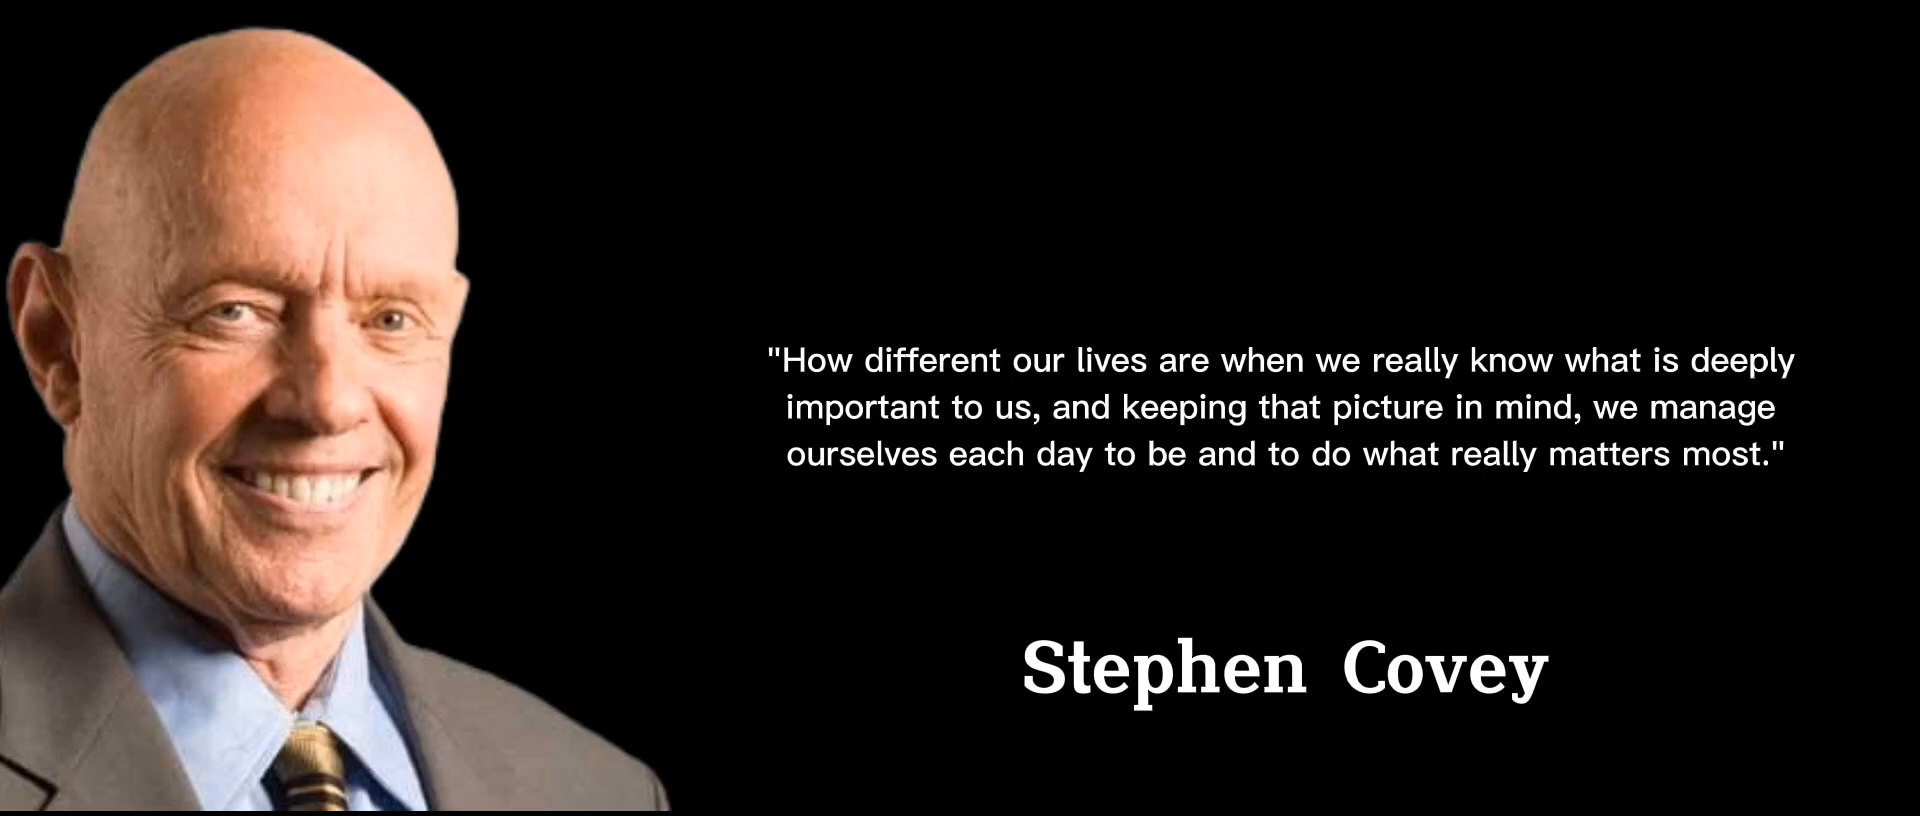 "How different our lives are when we really know what is deeply
important to us, and keeping that picture in mind, we manage
ourselves each day to be and to do what really matters most."
Stephen Covey